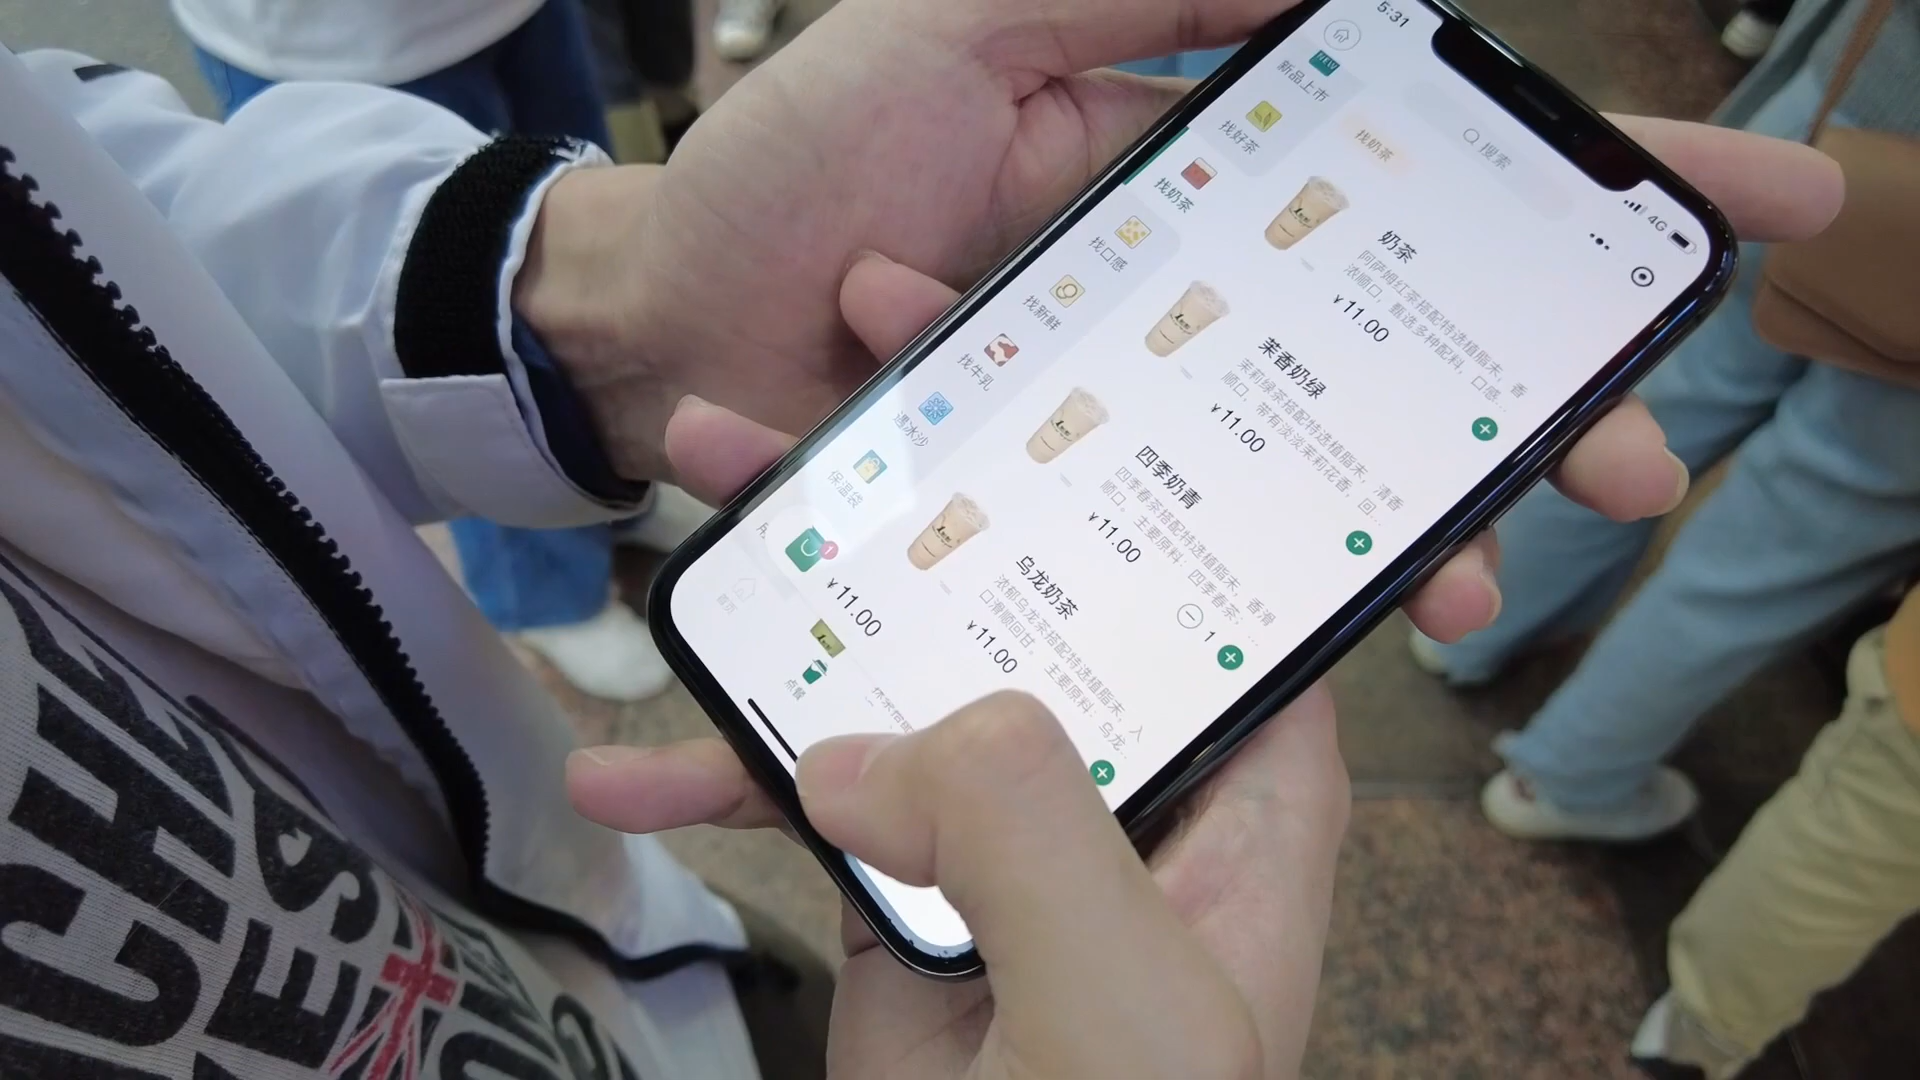 5:31
4G
搜索
NEW
新品上市
找好茶
找奶茶
找口感
找新鲜
找牛乳
遇冰沙
保温袋
找奶茶
奶茶
阿萨姆红茶搭配特选植脂末，香
浓顺口，甄选多种配料，口感...
￥11.00
茉香奶绿
茉莉绿茶搭配特选植脂末，清香
顺口，带有淡淡茉莉花香，回...
￥11.00
四季奶青
四季春茶搭配特选植脂末，香滑
顺口。主要原料：四季春茶、...
￥11.00
1
乌龙奶茶
浓郁乌龙茶搭配特选植脂末，入
口滑顺回甘。主要原料：乌龙...
￥11.00
1
￥11.00
首页
点餐